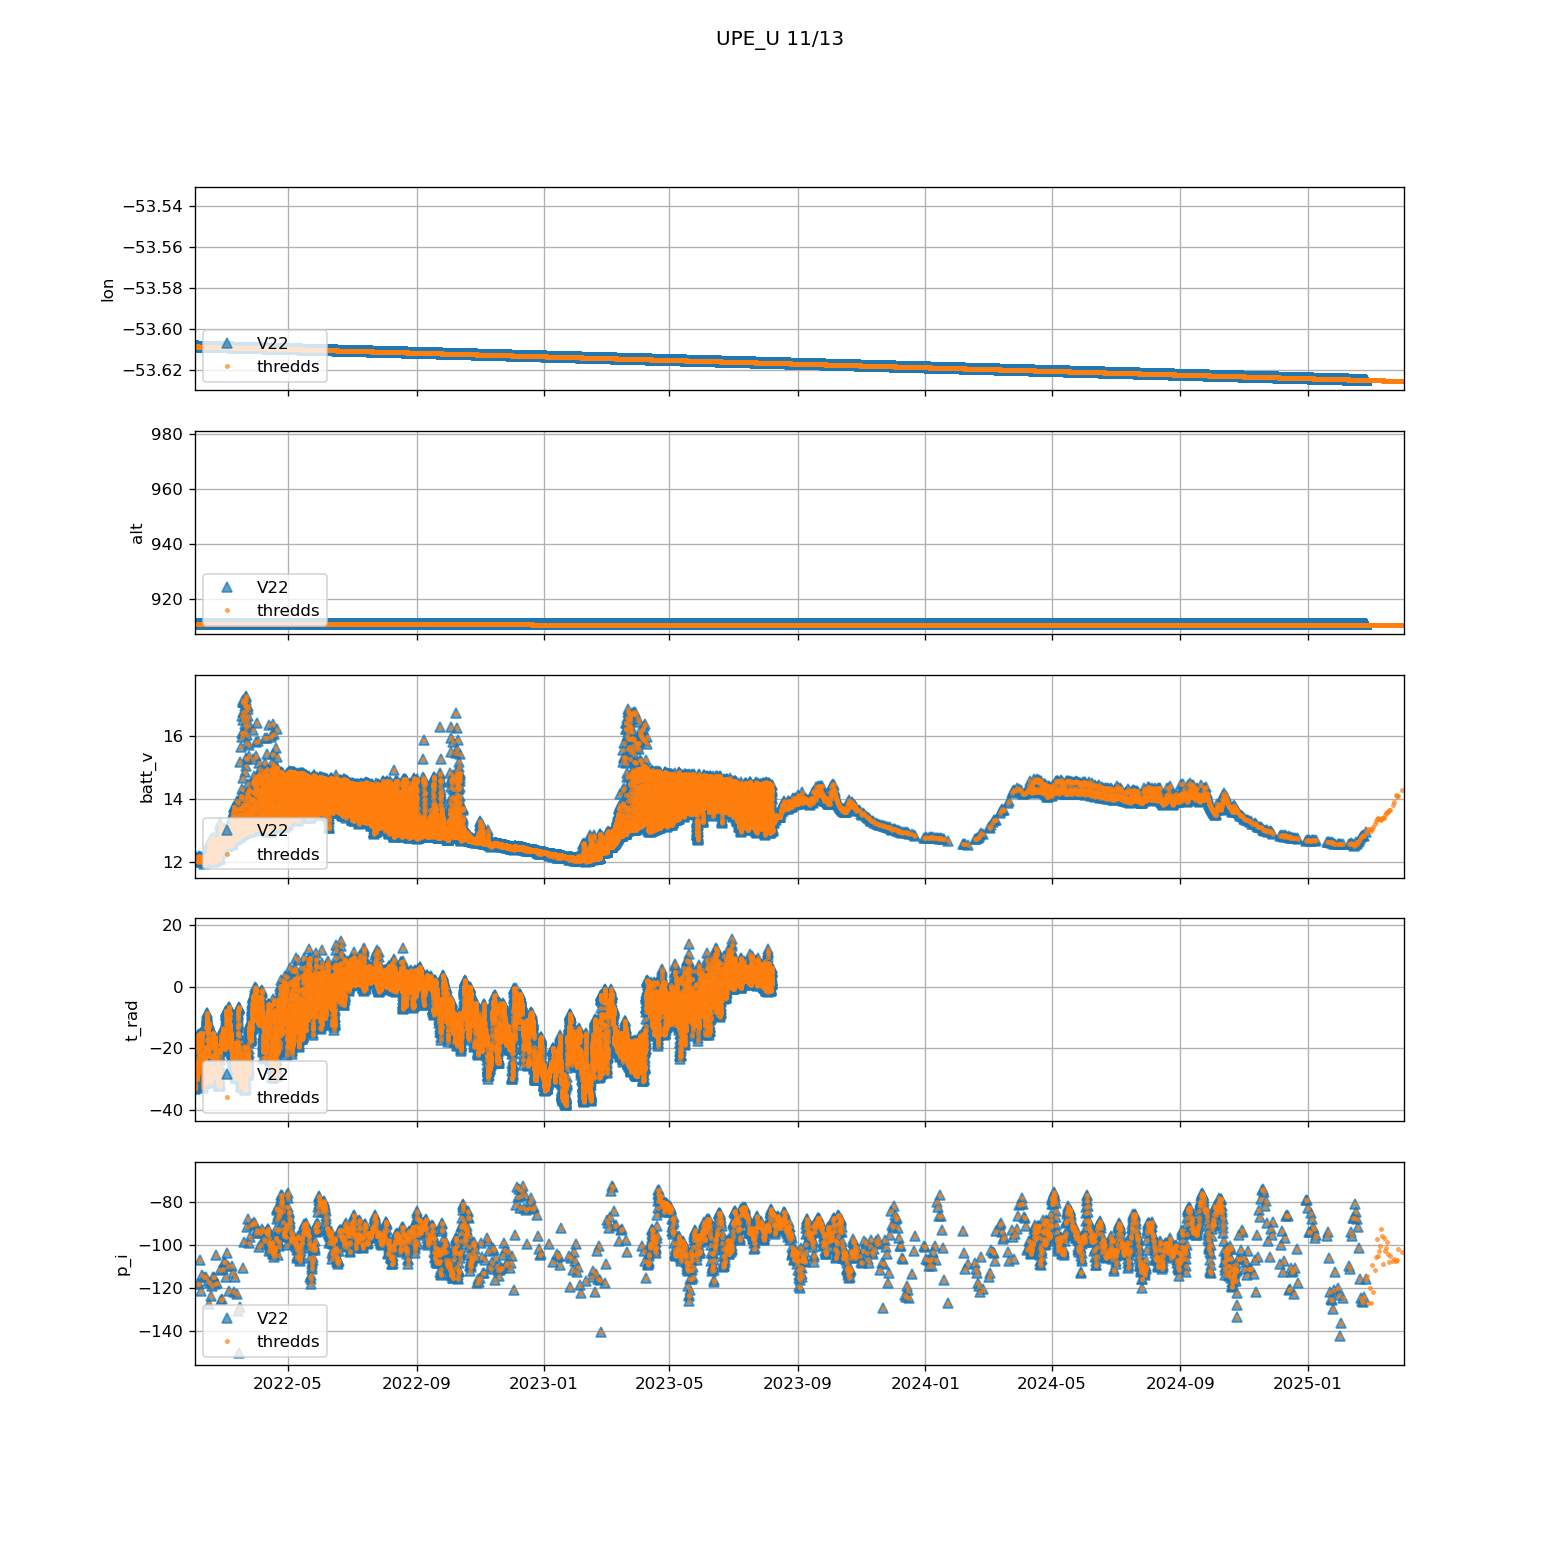 UPE_U 11/13
−53.54
−53.56
−53.58
−53.60
−53.62
lon
V22
thredds
980
960
940
920
alt
V22
thredds
16
14
12
batt_v
V22
thredds
20
0
−20
−40
t_rad
V22
thredds
−80
−100
−120
−140
p_i
V22
thredds
2022-05 2022-09 2023-01 2023-05 2023-09 2024-01 2024-05 2024-09 2025-01